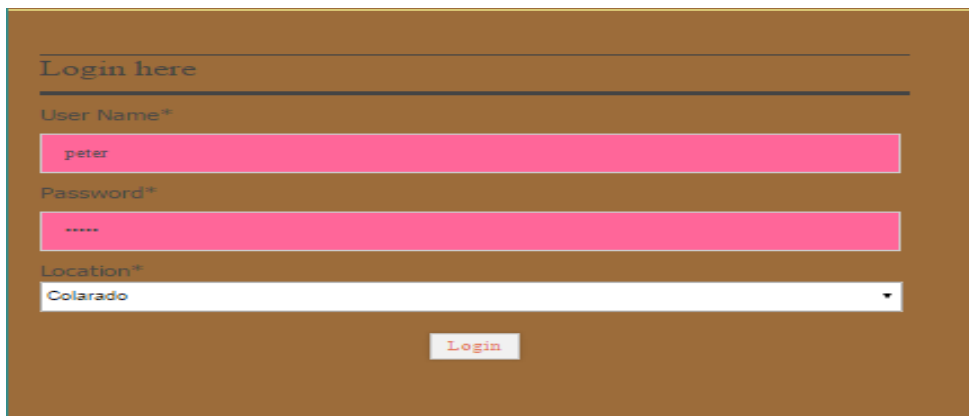 Login here
User Name*
peter
Password*
•••••
Location*
Colarado
Login